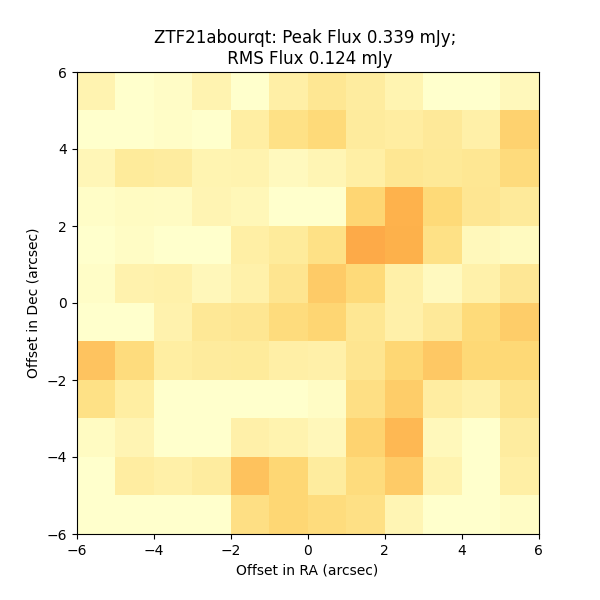 ZTF21abourqt: Peak Flux 0.339 mJy;
RMS Flux 0.124 mJy
6
4
2
0
−2
−4
−6
Offset in Dec (arcsec)
−6 −4 −2 0 2 4 6
Offset in RA (arcsec)